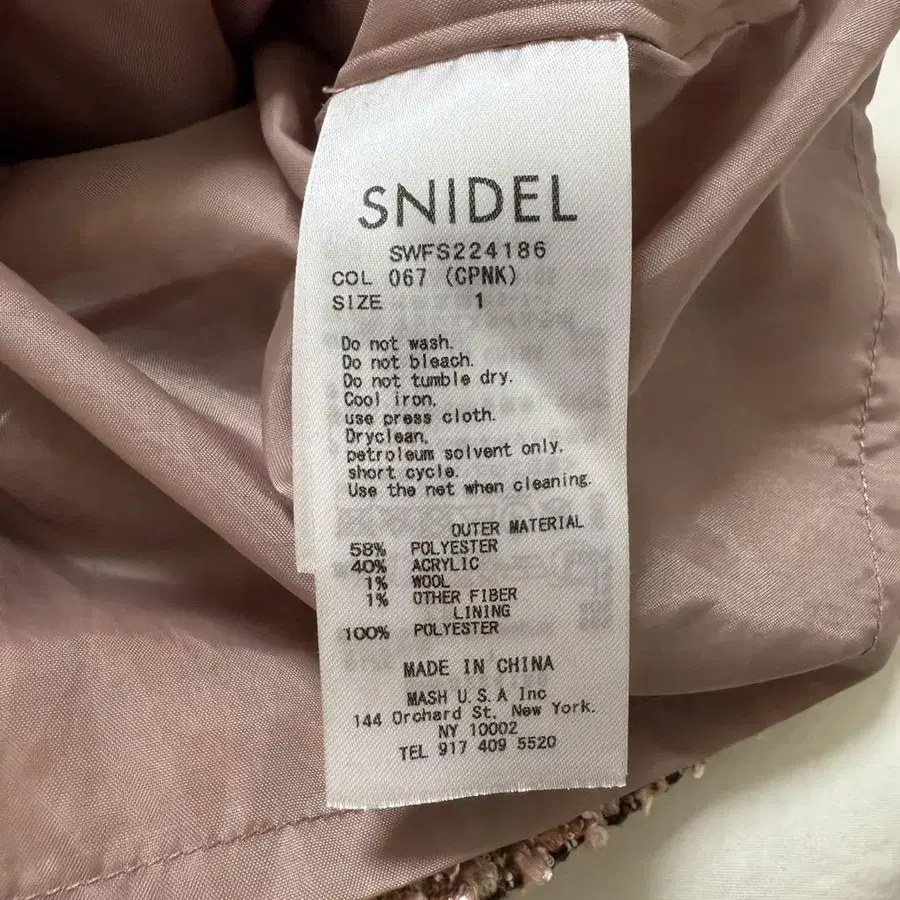 SNIDEL
SWFS224186
COL 067 (CPNK)
SIZE 1
Do not wash.
Do not bleach.
Do not tumble dry.
Cool iron,
use press cloth.
Dryclean,
petroleum solvent only.
short cycle.
Use the net when cleaning.
OUTER MATERIAL
58% POLYESTER
40% ACRYLIC
1% WOOL
1% OTHER FIBER
LINING
100% POLYESTER
MADE IN CHINA
MASH U.S.A Inc
144 Orchard St, New York.
NY 10002
TEL 917 409 5520